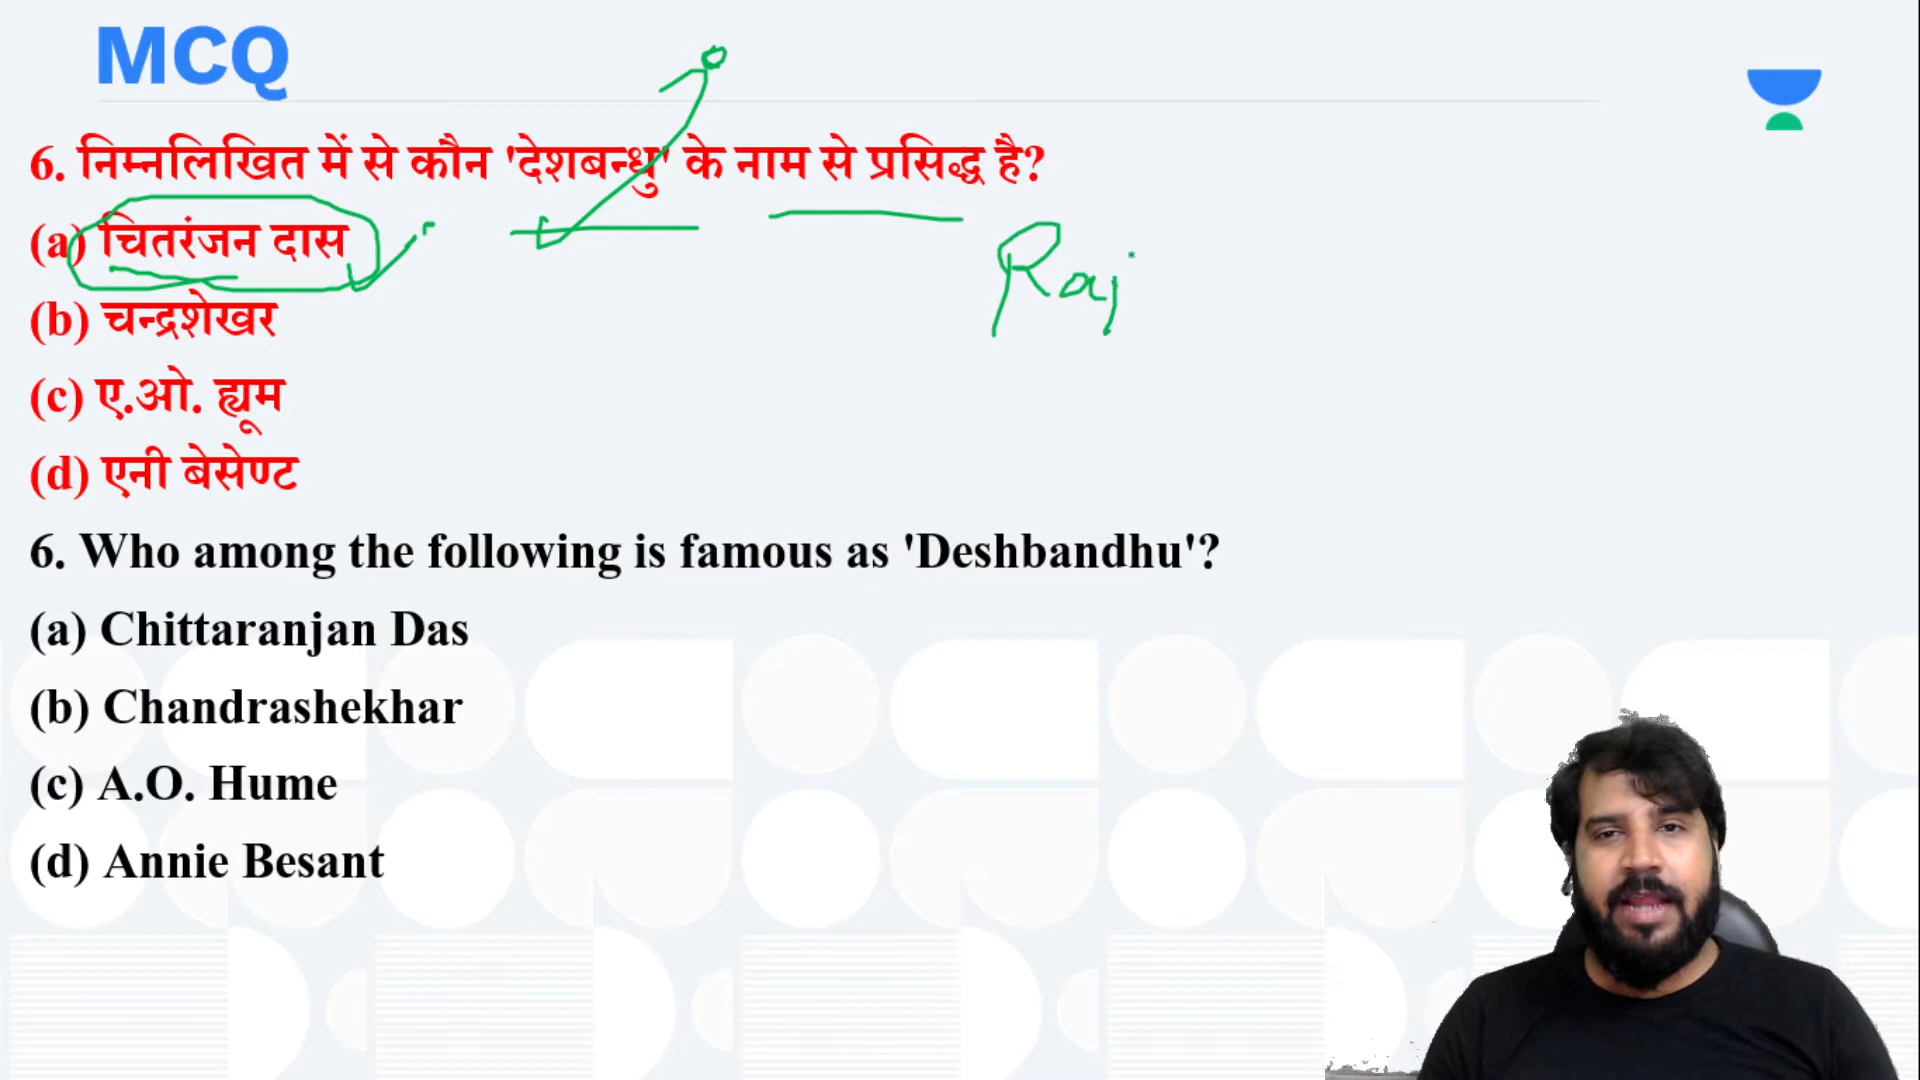 MCQ
6. निम्नलिखित में से कौन 'देशबन्धु' के नाम से प्रसिद्ध है?
(a) चितरंजन दास
Raj
(b) चन्द्रशेखर
(c) ए.ओ. ह्यूम
(d) एनी बेसेण्ट
6. Who among the following is famous as 'Deshbandhu'?
(a) Chittaranjan Das
(b) Chandrashekhar
(c) A.O. Hume
(d) Annie Besant